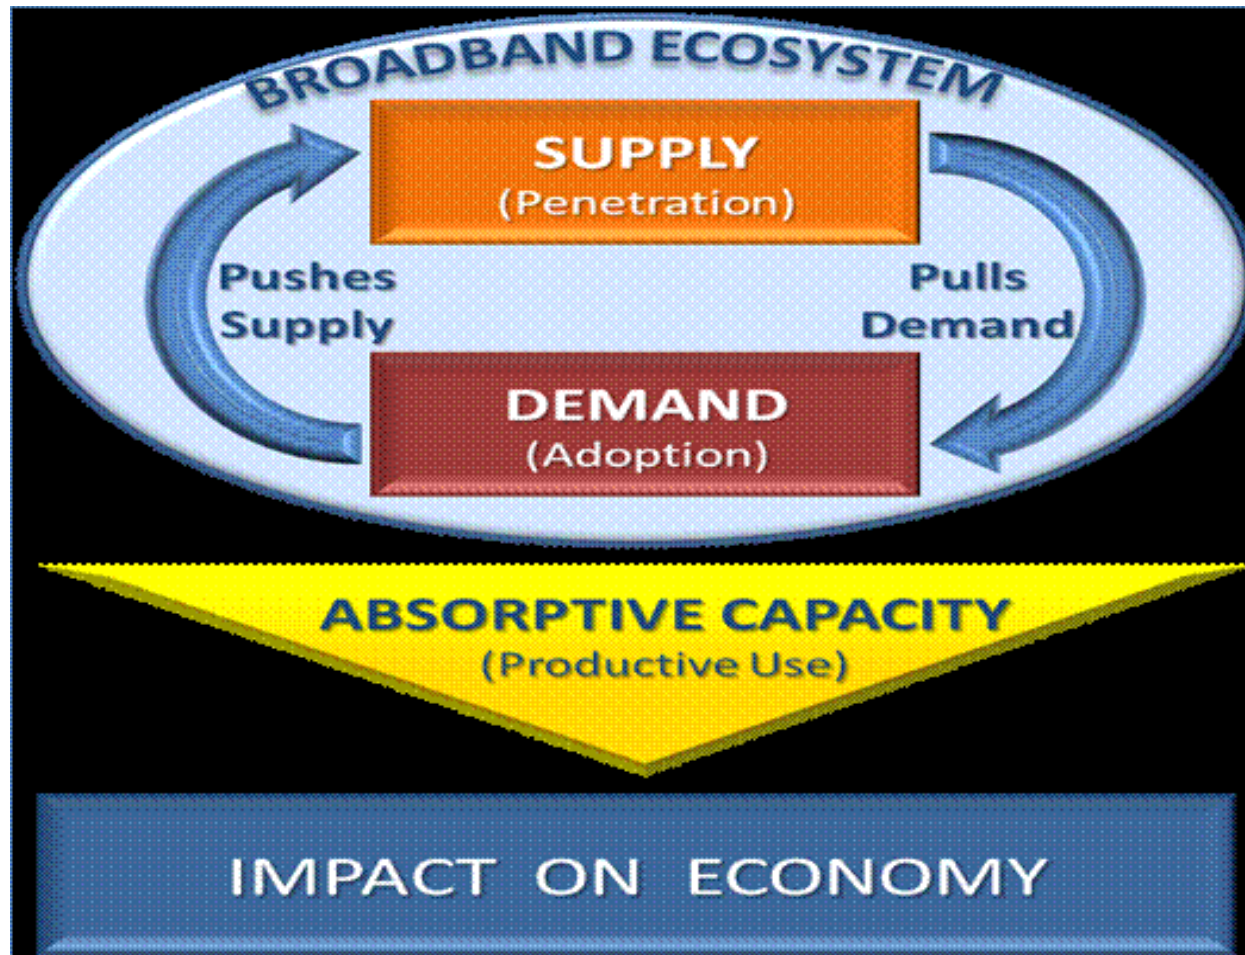 BROADBAND ECOSYSTEM
SUPPLY
(Penetration)
Pushes
Supply
Pulls
Demand
DEMAND
(Adoption)
ABSORPTIVE CAPACITY
(Productive Use)
IMPACT ON ECONOMY